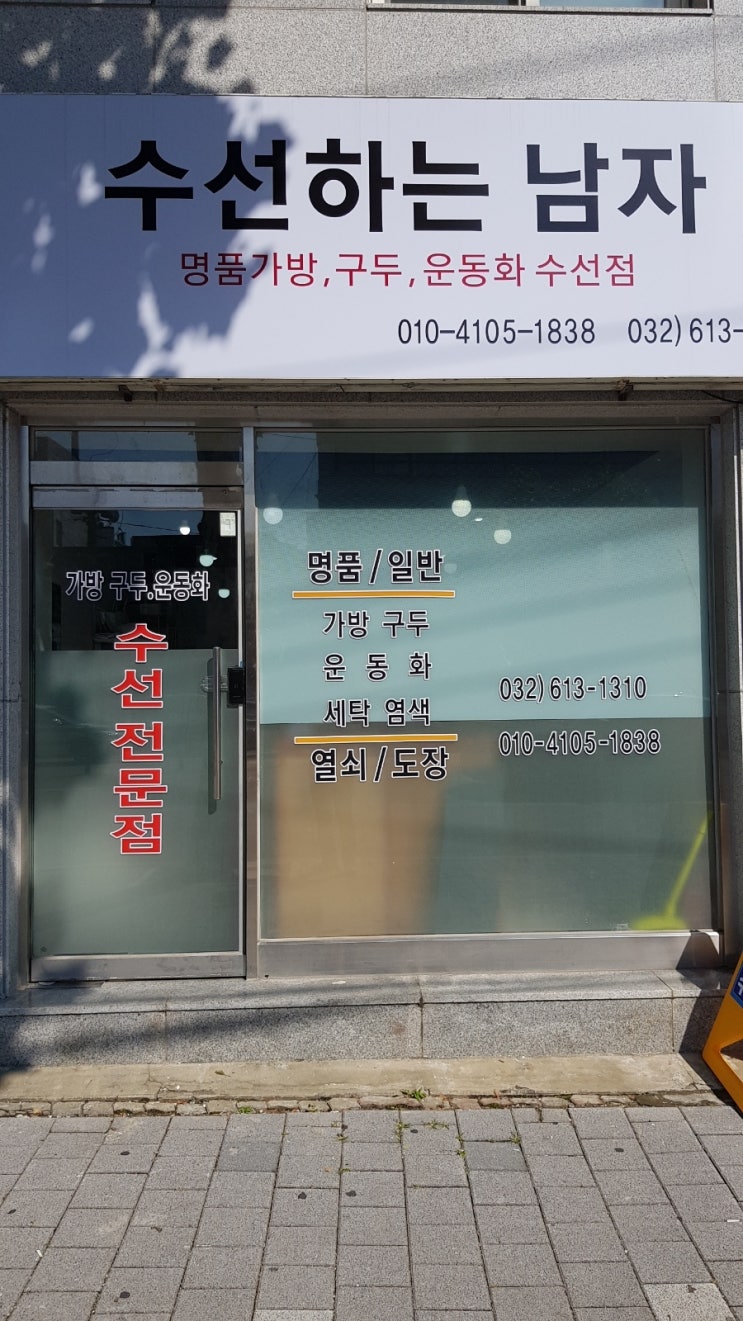 수선하는 남자
명품가방,구두,운동화 수선점
010-4105-1838 032) 613-
가방 구두.운동화
수선 전문점
명품/일반
가방 구두
운동화
세탁 염색
열쇠/도장
032) 613-1310
010-4105-1838